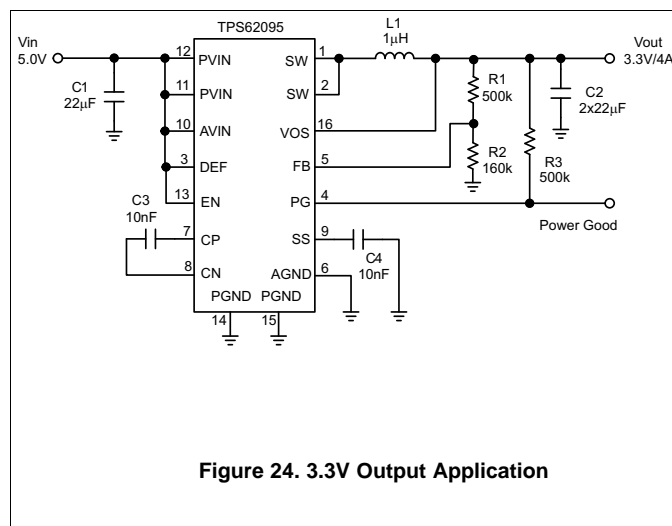 TPS62095
L1
1μH
Vin
5.0V
Vout
3.3V/4A
12
PVIN
SW
1
C1
22μF
11
PVIN
SW
2
R1
500k
C2
2x22μF
10
AVIN
VOS
16
3
DEF
FB
5
R2
160k
R3
500k
13
EN
PG
4
Power Good
C3
10nF
7
CP
SS
9
C4
10nF
8
CN
AGND
6
PGND
PGND
14
15
Figure 24. 3.3V Output Application